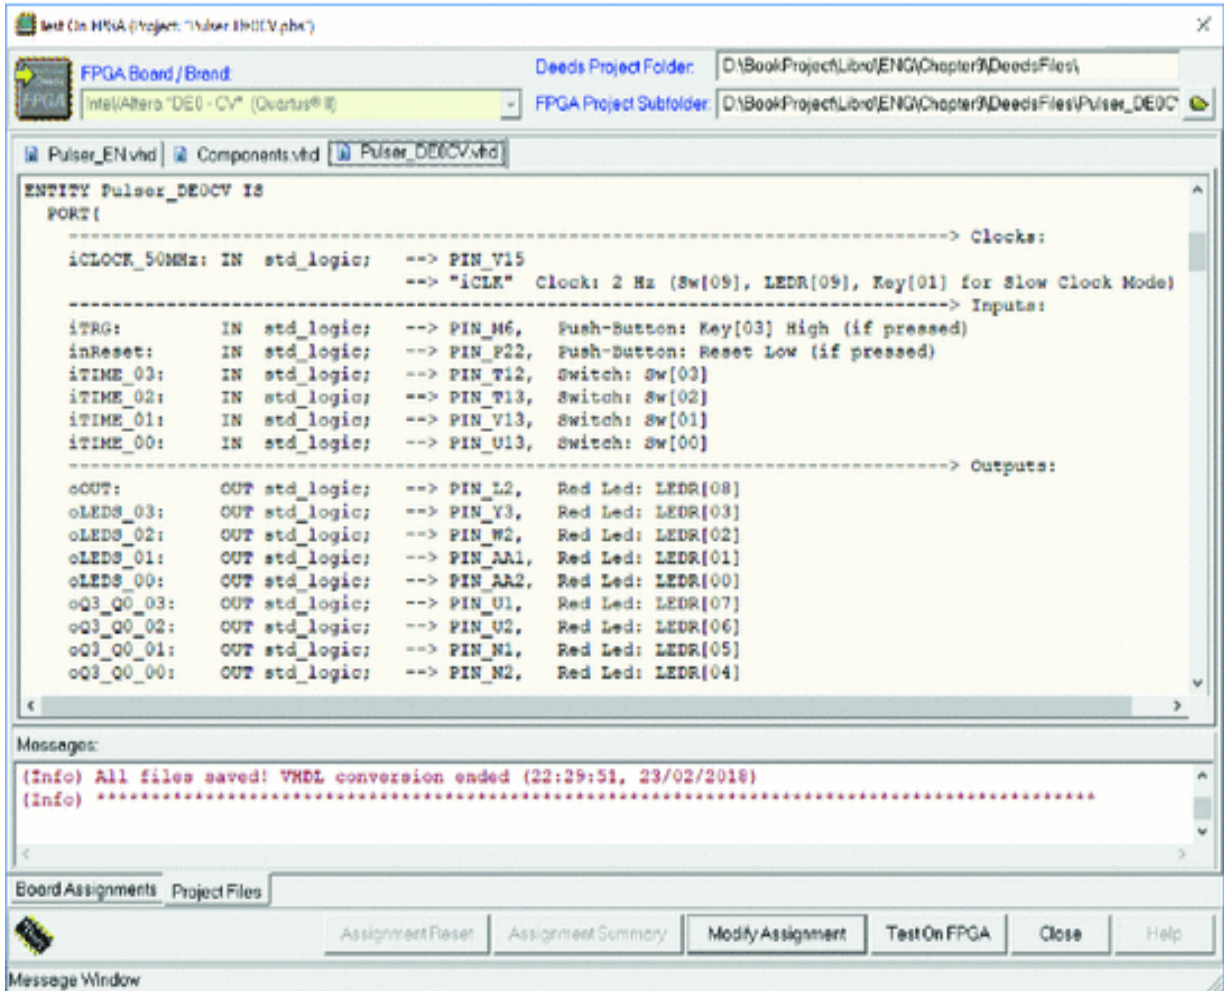 Test On FPGA (Project: "Pulser DE0CV.pbs")
FPGA Board / Brand:
Deeds Project Folder: D:\BookProject\Libro\ENG\Chapter9\DeedsFiles\
Intel/Altera "DE0 - CV" (Quartus® II)
FPGA Project Subfolder: D:\BookProject\Libro\ENG\Chapter9\DeedsFiles\Pulser_DE0C
FPGA
Pulser_EN.vhd Components.vhd Pulser_DE0CV.vhd
ENTITY Pulser_DE0CV IS
PORT(
--------------------------------------------------------------------------------> Clocks:
iCLOCK_50MHz: IN std_logic; --> PIN_V15
--> "iCLK" Clock: 2 Hz (Sw[09], LEDR[09], Key[01] for Slow Clock Mode)
--------------------------------------------------------------------------------> Inputs:
iTRG: IN std_logic; --> PIN_M6, Push-Button: Key[03] High (if pressed)
inReset: IN std_logic; --> PIN_P22, Push-Button: Reset Low (if pressed)
iTIME_03: IN std_logic; --> PIN_T12, Switch: Sw[03]
iTIME_02: IN std_logic; --> PIN_T13, Switch: Sw[02]
iTIME_01: IN std_logic; --> PIN_V13, Switch: Sw[01]
iTIME_00: IN std_logic; --> PIN_U13, Switch: Sw[00]
--------------------------------------------------------------------------------> Outputs:
oOUT: OUT std_logic; --> PIN_L2, Red Led: LEDR[08]
oLEDS_03: OUT std_logic; --> PIN_Y3, Red Led: LEDR[03]
oLEDS_02: OUT std_logic; --> PIN_W2, Red Led: LEDR[02]
oLEDS_01: OUT std_logic; --> PIN_AA1, Red Led: LEDR[01]
oLEDS_00: OUT std_logic; --> PIN_AA2, Red Led: LEDR[00]
oQ3_Q0_03: OUT std_logic; --> PIN_U1, Red Led: LEDR[07]
oQ3_Q0_02: OUT std_logic; --> PIN_U2, Red Led: LEDR[06]
oQ3_Q0_01: OUT std_logic; --> PIN_N1, Red Led: LEDR[05]
oQ3_Q0_00: OUT std_logic; --> PIN_N2, Red Led: LEDR[04]
Messages:
(Info) All files saved! VHDL conversion ended (22:29:51, 23/02/2018)
(Info) ******************************************************************************************
Board Assignments Project Files
Assignment Reset Assignment Summary Modify Assignment Test On FPGA Close Help
Message Window